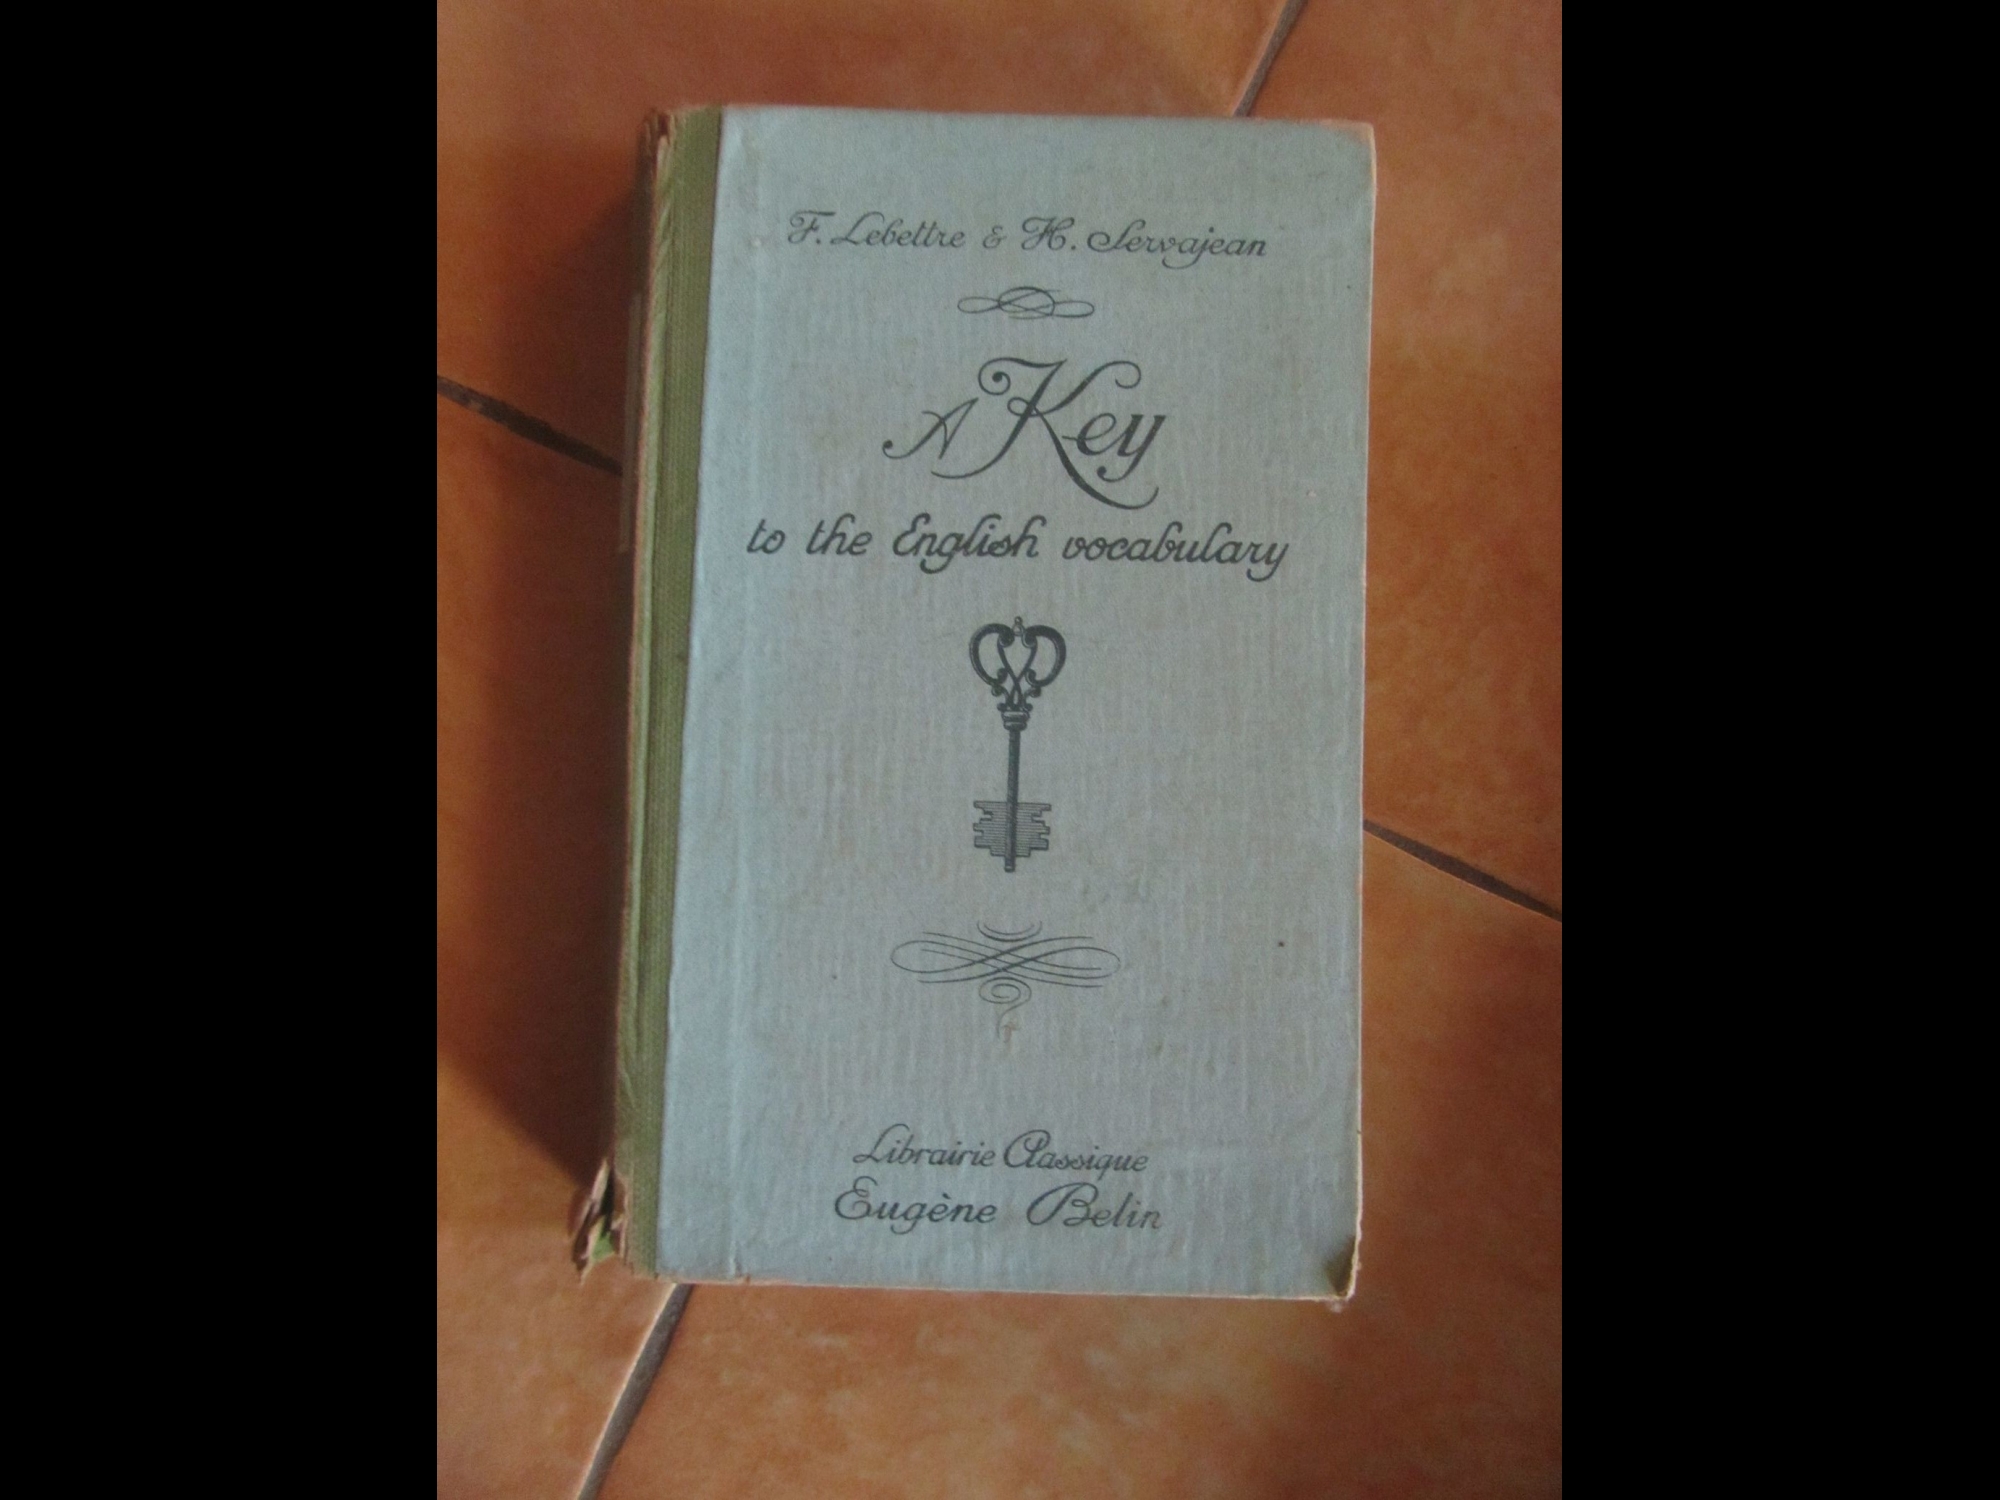 F. Lebettre & H. Servajean
A Key
to the English vocabulary
Librairie Classique
Eugène Belin